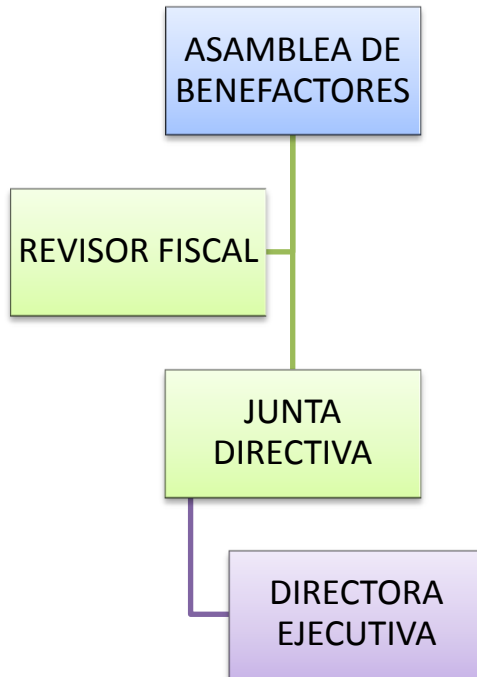 ASAMBLEA DE
BENEFACTORES
REVISOR FISCAL
JUNTA
DIRECTIVA
DIRECTORA
EJECUTIVA